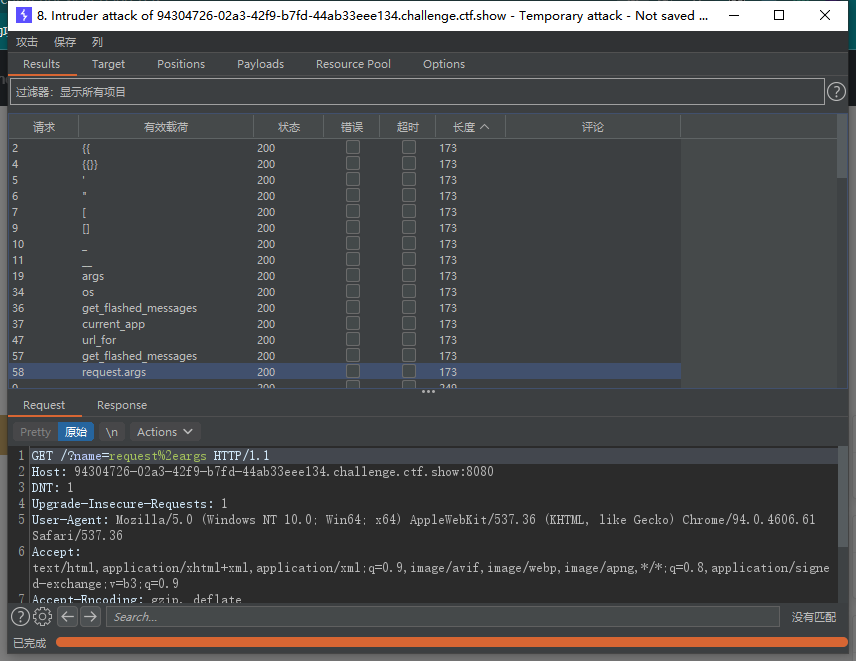 8. Intruder attack of 94304726-02a3-42f9-b7fd-44ab33eee134.challenge.ctf.show - Temporary attack - Not saved ...
攻击 保存 列
Results Target Positions Payloads Resource Pool Options
过滤器: 显示所有项目
请求 有效载荷 状态 错误 超时 长度 评论
2 {{ 200 173
4 {{}} 200 173
5 ' 200 173
6 " 200 173
7 [ 200 173
9 [] 200 173
10 _ 200 173
11 __ 200 173
19 args 200 173
34 os 200 173
36 get_flashed_messages 200 173
37 current_app 200 173
47 url_for 200 173
57 get_flashed_messages 200 173
58 request.args 200 173
0 200 249
Request Response
Pretty 原始 \n Actions
1 GET /?name=request%2eargs HTTP/1.1
2 Host: 94304726-02a3-42f9-b7fd-44ab33eee134.challenge.ctf.show:8080
3 DNT: 1
4 Upgrade-Insecure-Requests: 1
5 User-Agent: Mozilla/5.0 (Windows NT 10.0; Win64; x64) AppleWebKit/537.36 (KHTML, like Gecko) Chrome/94.0.4606.61
Safari/537.36
6 Accept:
text/html,application/xhtml+xml,application/xml;q=0.9,image/avif,image/webp,image/apng,*/*;q=0.8,application/signe
d-exchange;v=b3;q=0.9
7 Accept-Encoding: gzip, deflate
Search... 没有匹配
已完成